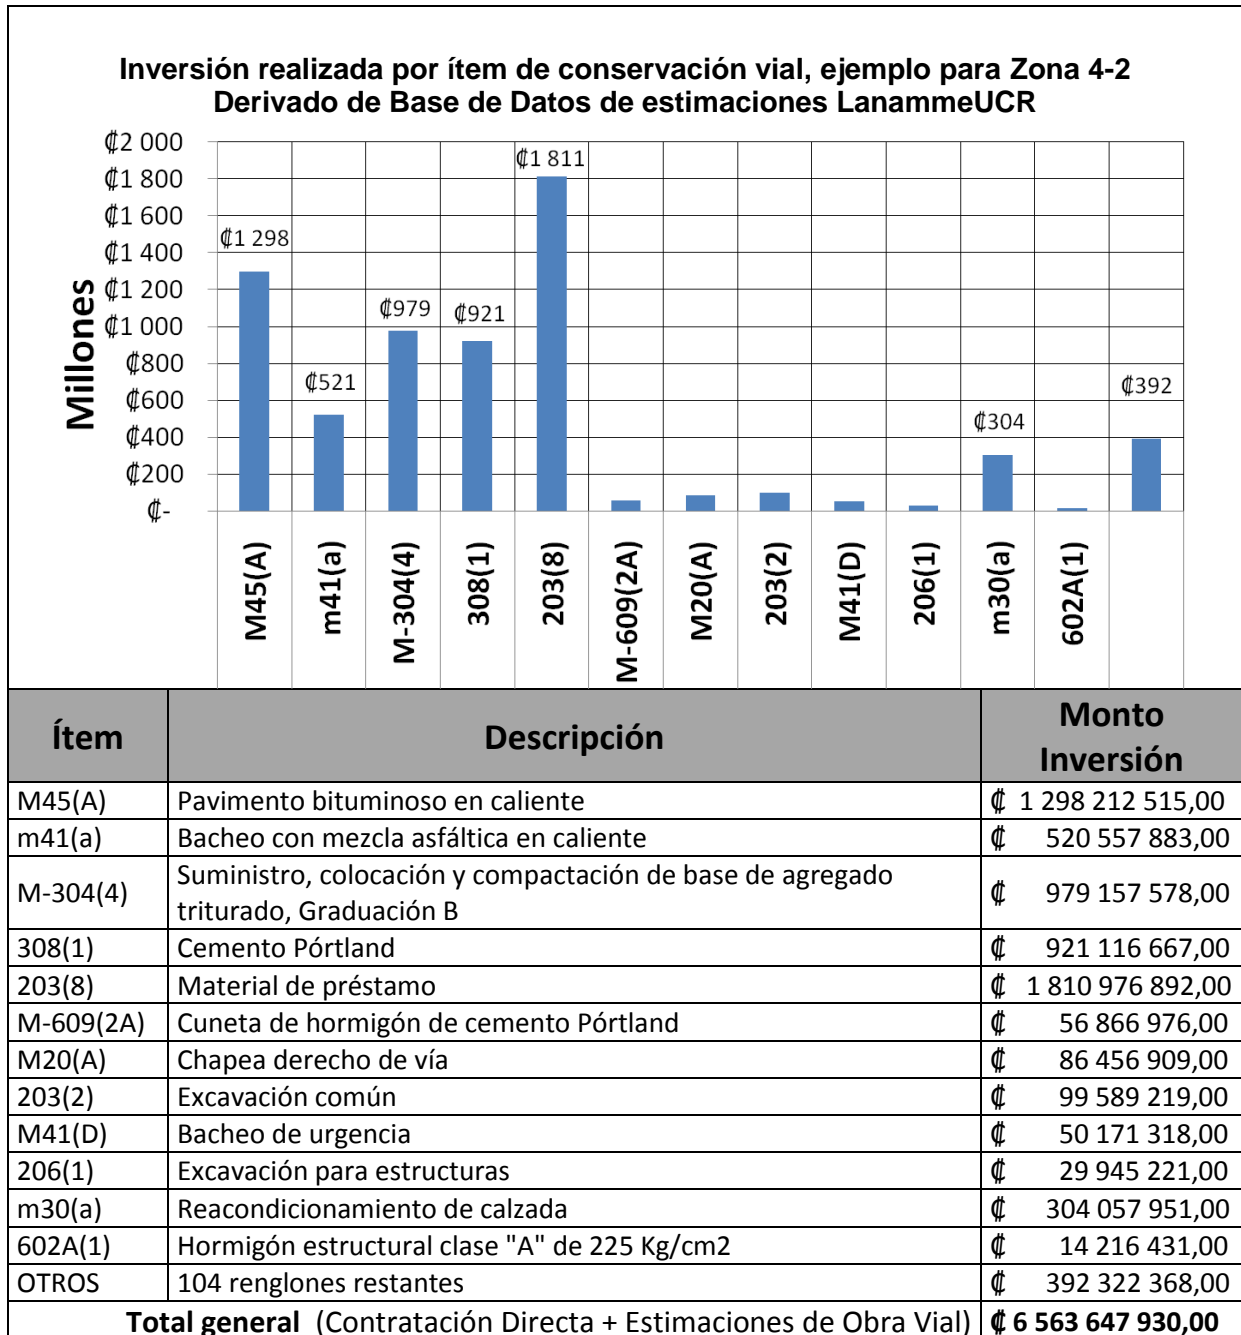 Inversión realizada por ítem de conservación vial, ejemplo para Zona 4-2
Derivado de Base de Datos de estimaciones LanammeUCR
Millones
₡2 000
₡1 800
₡1 600
₡1 400
₡1 200
₡1 000
₡800
₡600
₡400
₡200
₡-
₡1 298
₡521
₡979
₡921
₡1 811
₡304
₡392
M45(A)
m41(a)
M-304(4)
308(1)
203(8)
M-609(2A)
M20(A)
203(2)
M41(D)
206(1)
m30(a)
602A(1)
Ítem Descripción Monto
Inversión
M45(A) Pavimento bituminoso en caliente ₡ 1 298 212 515,00
m41(a) Bacheo con mezcla asfáltica en caliente ₡ 520 557 883,00
M-304(4) Suministro, colocación y compactación de base de agregado
triturado, Graduación B ₡ 979 157 578,00
308(1) Cemento Pórtland ₡ 921 116 667,00
203(8) Material de préstamo ₡ 1 810 976 892,00
M-609(2A) Cuneta de hormigón de cemento Pórtland ₡ 56 866 976,00
M20(A) Chapea derecho de vía ₡ 86 456 909,00
203(2) Excavación común ₡ 99 589 219,00
M41(D) Bacheo de urgencia ₡ 50 171 318,00
206(1) Excavación para estructuras ₡ 29 945 221,00
m30(a) Reacondicionamiento de calzada ₡ 304 057 951,00
602A(1) Hormigón estructural clase "A" de 225 Kg/cm2 ₡ 14 216 431,00
OTROS 104 renglones restantes ₡ 392 322 368,00
Total general (Contratación Directa + Estimaciones de Obra Vial) ₡ 6 563 647 930,00